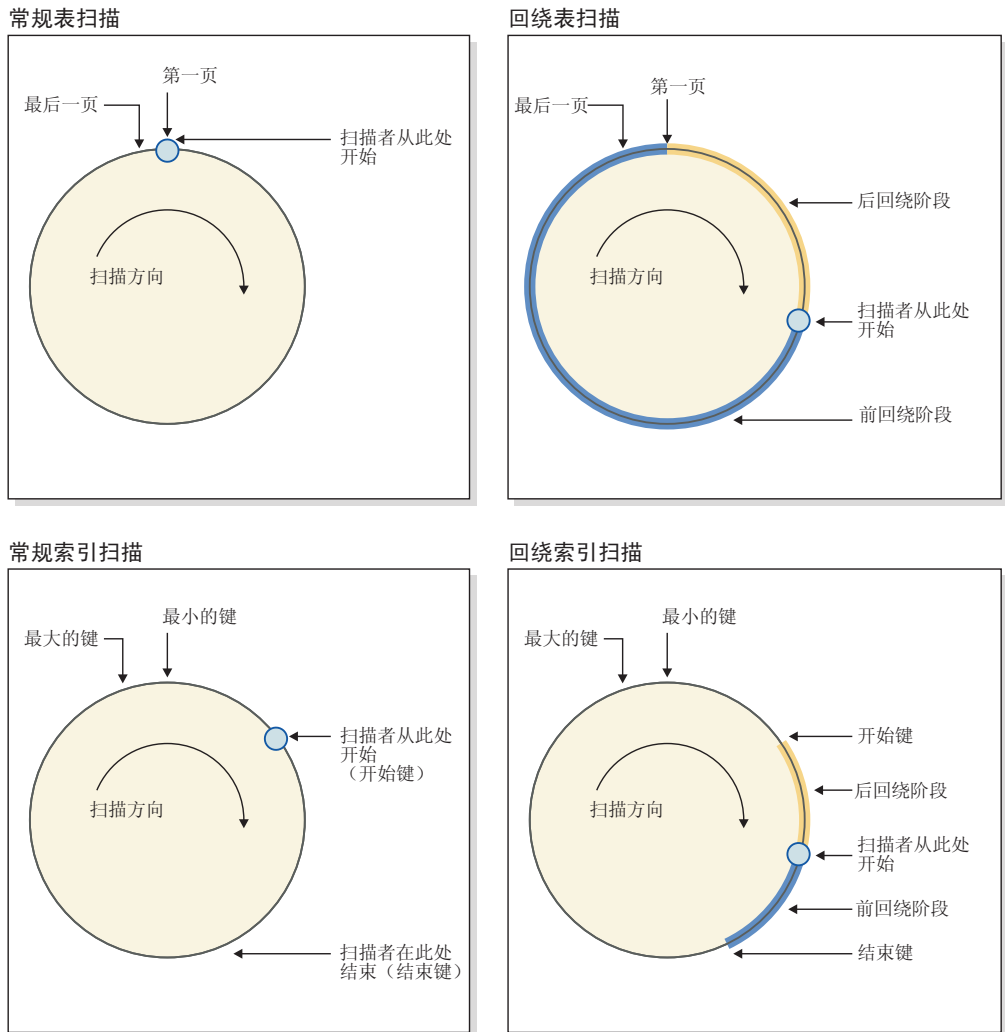 常规表扫描
第一页
最后一页
扫描者从此处
开始
扫描方向
回绕表扫描
第一页
最后一页
后回绕阶段
扫描方向
扫描者从此处
开始
前回绕阶段
常规索引扫描
最小的键
最大的键
扫描者从此处
开始
（开始键）
扫描方向
扫描者在此处
结束（结束键）
回绕索引扫描
最小的键
最大的键
开始键
后回绕阶段
扫描方向
扫描者从此处
开始
前回绕阶段
结束键